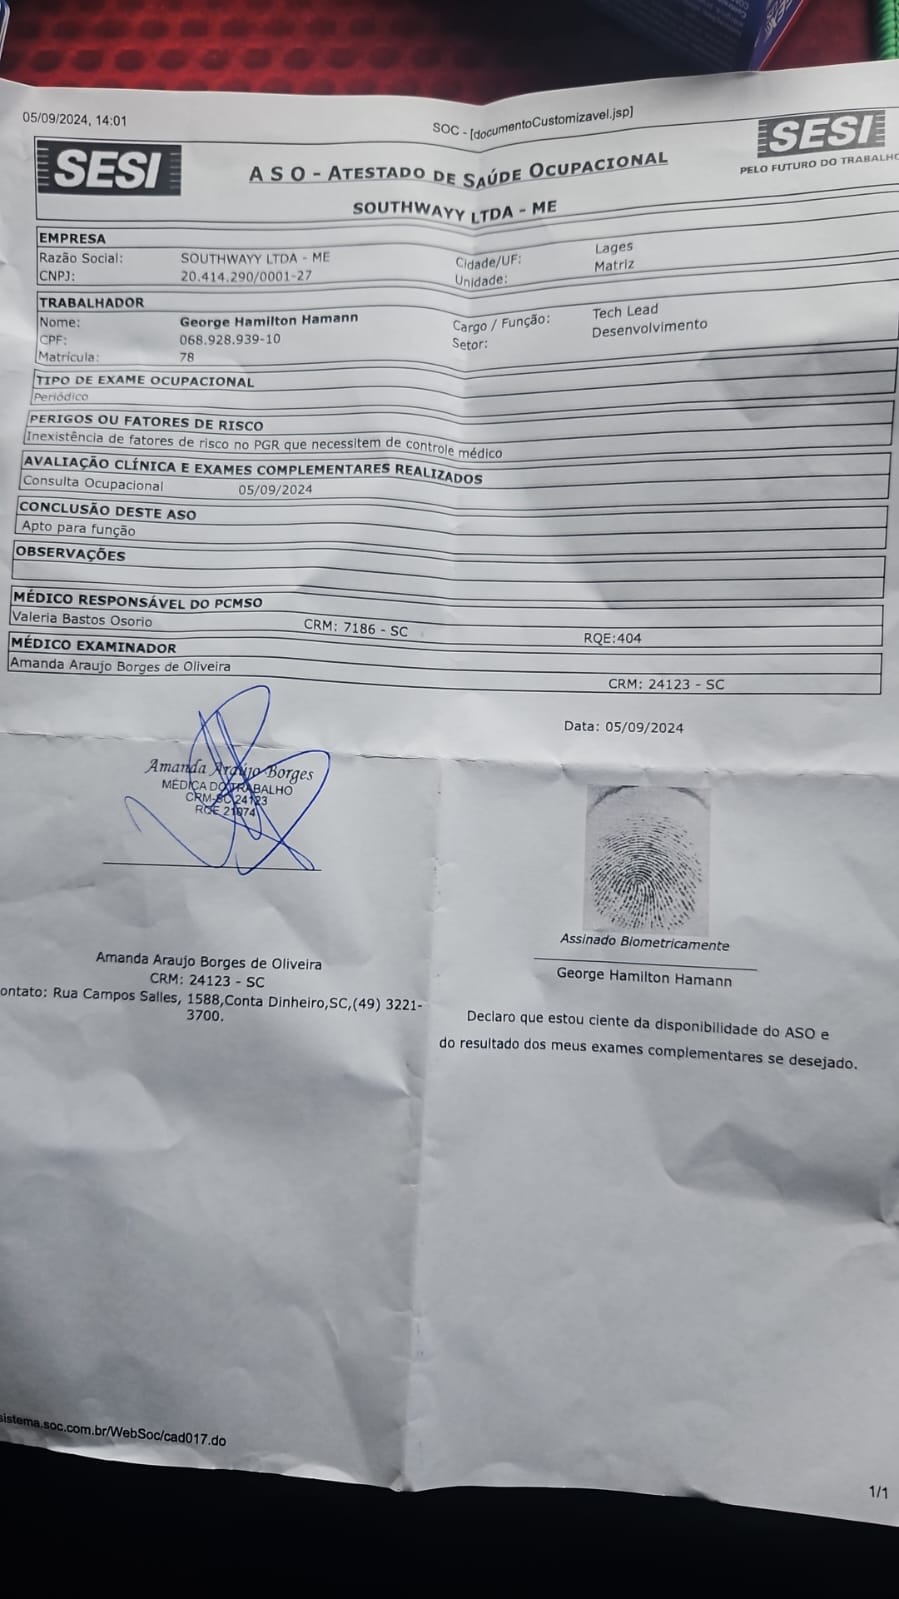 05/09/2024, 14:01
SOC - [documentoCustomizavel.jsp]
SESI
A S O - ATESTADO DE SAÚDE OCUPACIONAL
SESI
PELO FUTURO DO TRABALHO
SOUTHWAYY LTDA - ME
EMPRESA
Razão Social: SOUTHWAYY LTDA - ME Cidade/UF: Lages
CNPJ: 20.414.290/0001-27 Unidade: Matriz
TRABALHADOR
Nome: George Hamilton Hamann Cargo / Função: Tech Lead
CPF: 068.928.939-10 Setor: Desenvolvimento
Matrícula: 78
TIPO DE EXAME OCUPACIONAL
Periódico
PERIGOS OU FATORES DE RISCO
Inexistência de fatores de risco no PGR que necessitem de controle médico
AVALIAÇÃO CLÍNICA E EXAMES COMPLEMENTARES REALIZADOS
Consulta Ocupacional 05/09/2024
CONCLUSÃO DESTE ASO
Apto para função
OBSERVAÇÕES
MÉDICO RESPONSÁVEL DO PCMSO
Valeria Bastos Osorio CRM: 7186 - SC RQE:404
MÉDICO EXAMINADOR
Amanda Araujo Borges de Oliveira CRM: 24123 - SC
Data: 05/09/2024
Amanda Araújo Borges
MÉDICA DO TRABALHO
CRM-SC 24123
RQE 21074
Assinado Biometricamente
George Hamilton Hamann
Amanda Araujo Borges de Oliveira
CRM: 24123 - SC
ontato: Rua Campos Salles, 1588,Conta Dinheiro,SC,(49) 3221-
3700.
Declaro que estou ciente da disponibilidade do ASO e
do resultado dos meus exames complementares se desejado.
sistema.soc.com.br/WebSoc/cad017.do
1/1